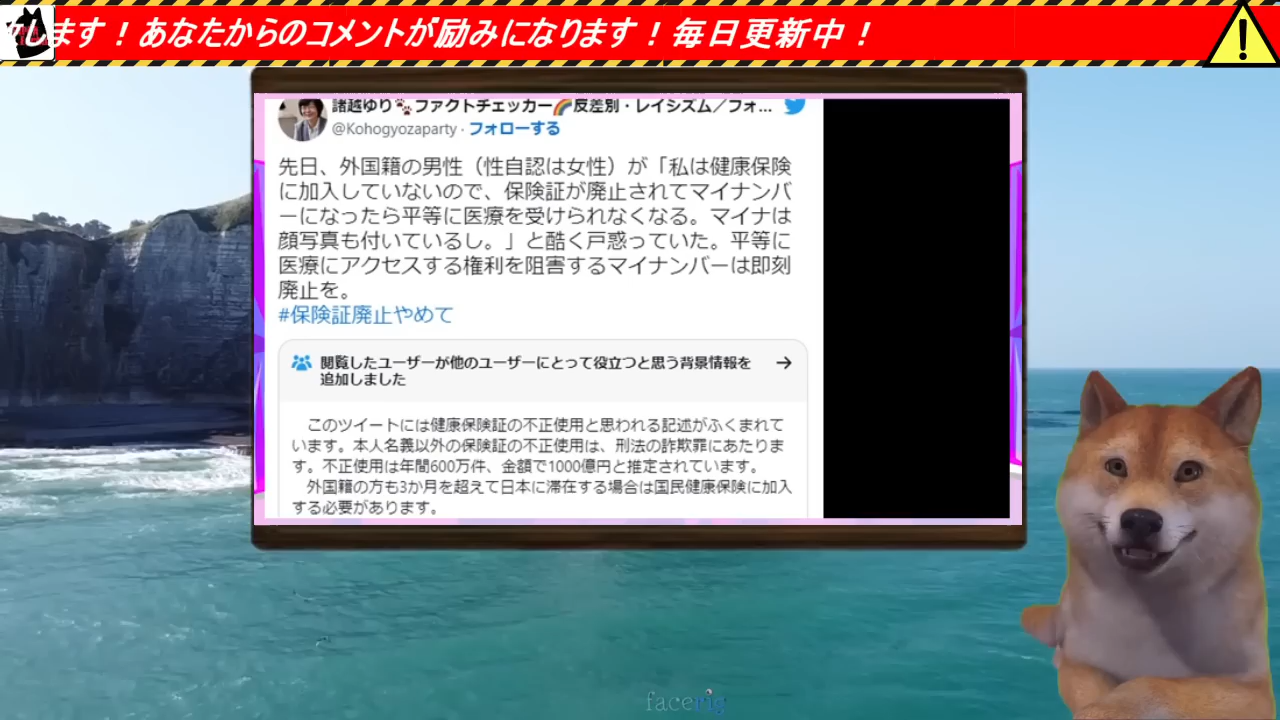 します！あなたからのコメントが励みになります！毎日更新中！
諸越ゆり🐾ファクトチェッカー🌈反差別・レイシズム／フォ...
@Kohogyozaparty · フォローする
先日、外国籍の男性（性自認は女性）が「私は健康保険
に加入していないので、保険証が廃止されてマイナンバ
ーになったら平等に医療を受けられなくなる。マイナは
顔写真も付いているし。」と酷く戸惑っていた。平等に
医療にアクセスする権利を阻害するマイナンバーは即刻
廃止を。
#保険証廃止やめて
閲覧したユーザーが他のユーザーにとって役立つと思う背景情報を
追加しました
このツイートには健康保険証の不正使用と思われる記述がふくまれて
います。本人名義以外の保険証の不正使用は、刑法の詐欺罪にあたりま
す。不正使用は年間600万件、金額で1000億円と推定されています。
外国籍の方も3か月を超えて日本に滞在する場合は国民健康保険に加入
する必要があります。
facerig